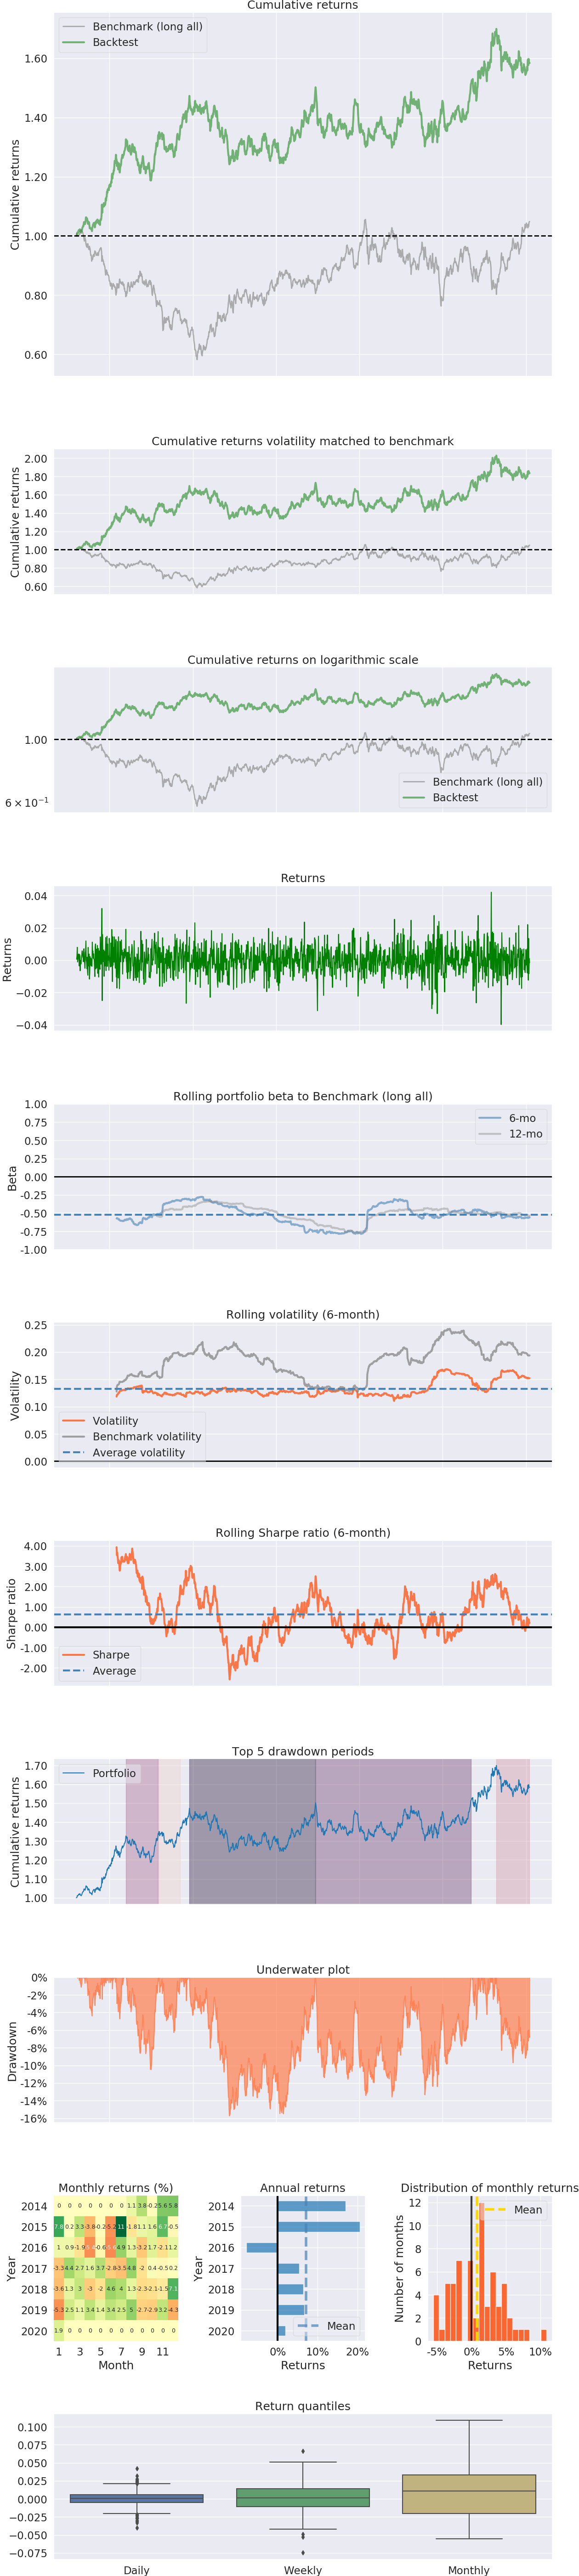 Cumulative returns
Benchmark (long all)
Backtest
Cumulative returns
1.60
1.40
1.20
1.00
0.80
0.60
Cumulative returns volatility matched to benchmark
Cumulative returns
2.00
1.80
1.60
1.40
1.20
1.00
0.80
0.60
Cumulative returns on logarithmic scale
1.00
6 × 10⁻¹
Benchmark (long all)
Backtest
Returns
Returns
0.04
0.02
0.00
−0.02
−0.04
Rolling portfolio beta to Benchmark (long all)
Beta
1.00
0.75
0.50
0.25
0.00
-0.25
-0.50
-0.75
-1.00
6-mo
12-mo
Rolling volatility (6-month)
Volatility
0.25
0.20
0.15
0.10
0.05
0.00
Volatility
Benchmark volatility
Average volatility
Rolling Sharpe ratio (6-month)
Sharpe ratio
4.00
3.00
2.00
1.00
0.00
-1.00
-2.00
Sharpe
Average
Top 5 drawdown periods
Cumulative returns
1.70
1.60
1.50
1.40
1.30
1.20
1.10
1.00
Portfolio
Underwater plot
Drawdown
0%
-2%
-4%
-6%
-8%
-10%
-12%
-14%
-16%
Monthly returns (%)
Year
2014
2015
2016
2017
2018
2019
2020
1 3 5 7 9 11
Month
Annual returns
Year
2014
2015
2016
2017
2018
2019
2020
Mean
0% 10% 20%
Returns
Distribution of monthly returns
Number of months
12
10
8
6
4
2
0
Mean
-5% 0% 5% 10%
Returns
Return quantiles
0.100
0.075
0.050
0.025
0.000
−0.025
−0.050
−0.075
Daily Weekly Monthly